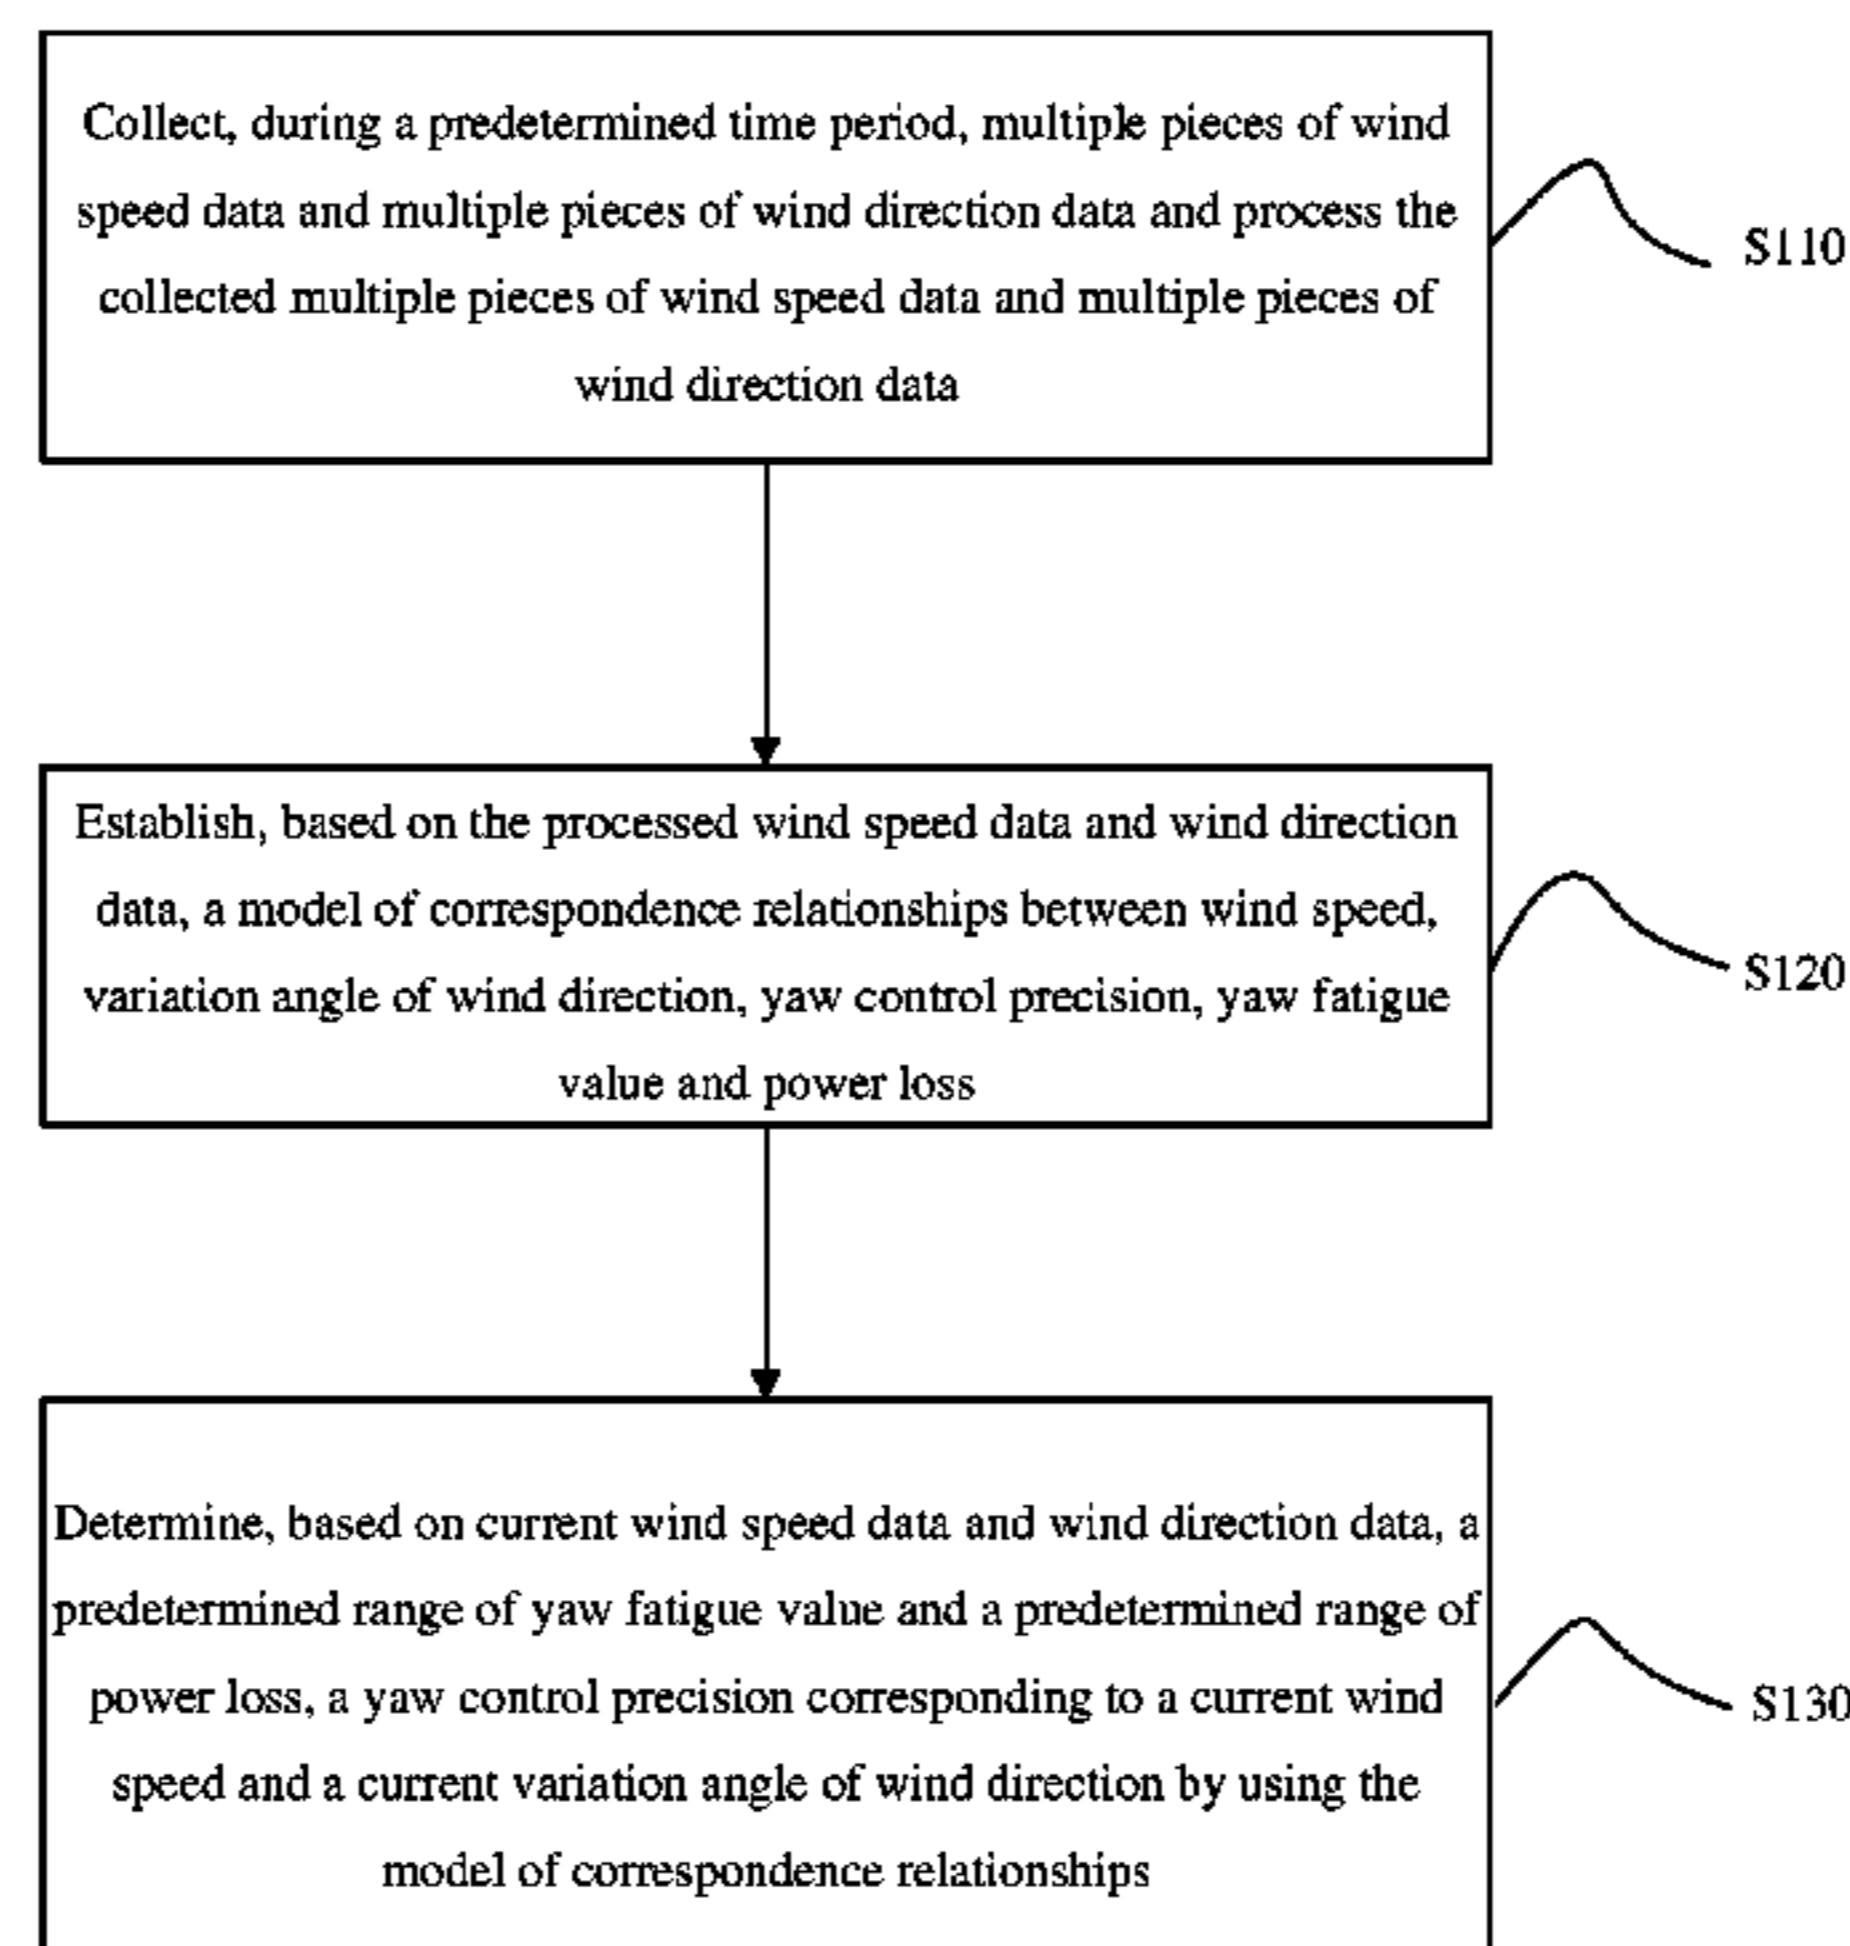 Collect, during a predetermined time period, multiple pieces of wind
speed data and multiple pieces of wind direction data and process the
collected multiple pieces of wind speed data and multiple pieces of
wind direction data
S110
Establish, based on the processed wind speed data and wind direction
data, a model of correspondence relationships between wind speed,
variation angle of wind direction, yaw control precision, yaw fatigue
value and power loss
S120
Determine, based on current wind speed data and wind direction data, a
predetermined range of yaw fatigue value and a predetermined range of
power loss, a yaw control precision corresponding to a current wind
speed and a current variation angle of wind direction by using the
model of correspondence relationships
S130